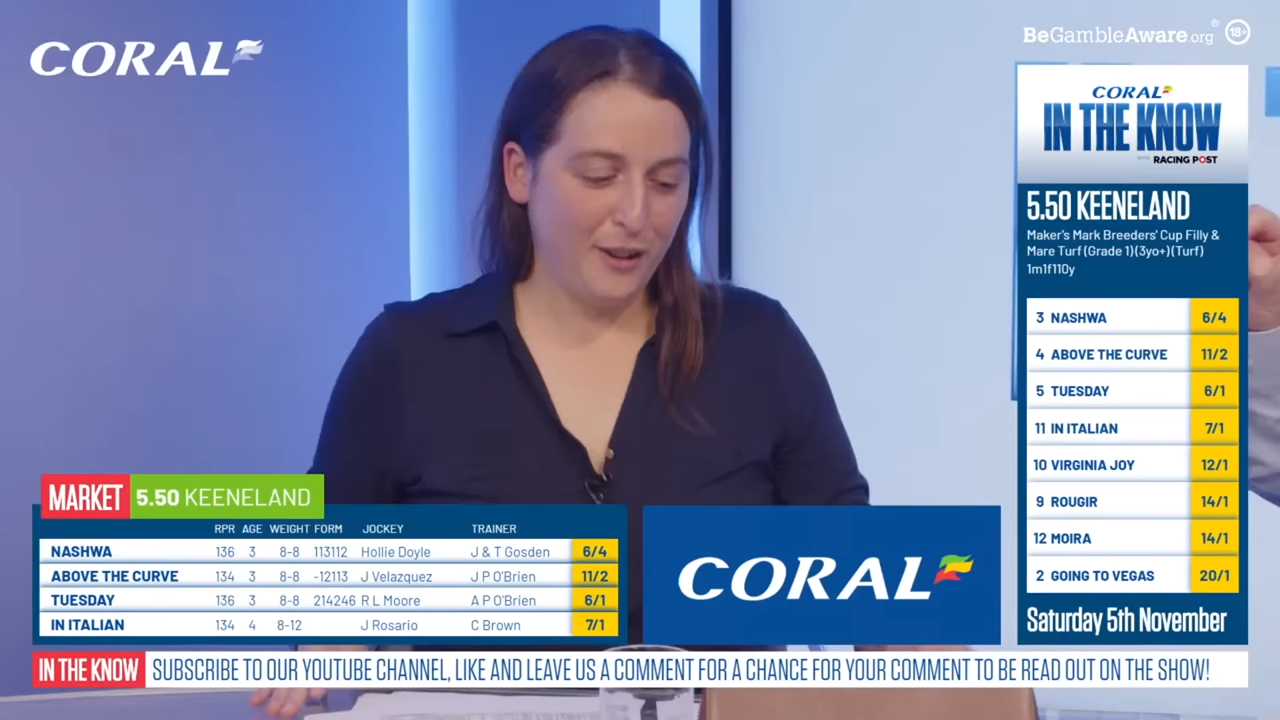 CORAL
BeGambleAware.org® 18+
CORAL
IN THE KNOW
WITH RACING POST
5.50 KEENELAND
Maker's Mark Breeders' Cup Filly &
Mare Turf (Grade 1) (3yo+) (Turf)
1m1f110y
3 NASHWA 6/4
4 ABOVE THE CURVE 11/2
5 TUESDAY 6/1
11 IN ITALIAN 7/1
10 VIRGINIA JOY 12/1
9 ROUGIR 14/1
12 MOIRA 14/1
2 GOING TO VEGAS 20/1
Saturday 5th November
MARKET 5.50 KEENELAND
RPR AGE WEIGHT FORM JOCKEY TRAINER
NASHWA 136 3 8-8 113112 Hollie Doyle J & T Gosden 6/4
ABOVE THE CURVE 134 3 8-8 -12113 J Velazquez J P O'Brien 11/2
TUESDAY 136 3 8-8 214246 R L Moore A P O'Brien 6/1
IN ITALIAN 134 4 8-12 J Rosario C Brown 7/1
CORAL
IN THE KNOW SUBSCRIBE TO OUR YOUTUBE CHANNEL, LIKE AND LEAVE US A COMMENT FOR A CHANCE FOR YOUR COMMENT TO BE READ OUT ON THE SHOW!